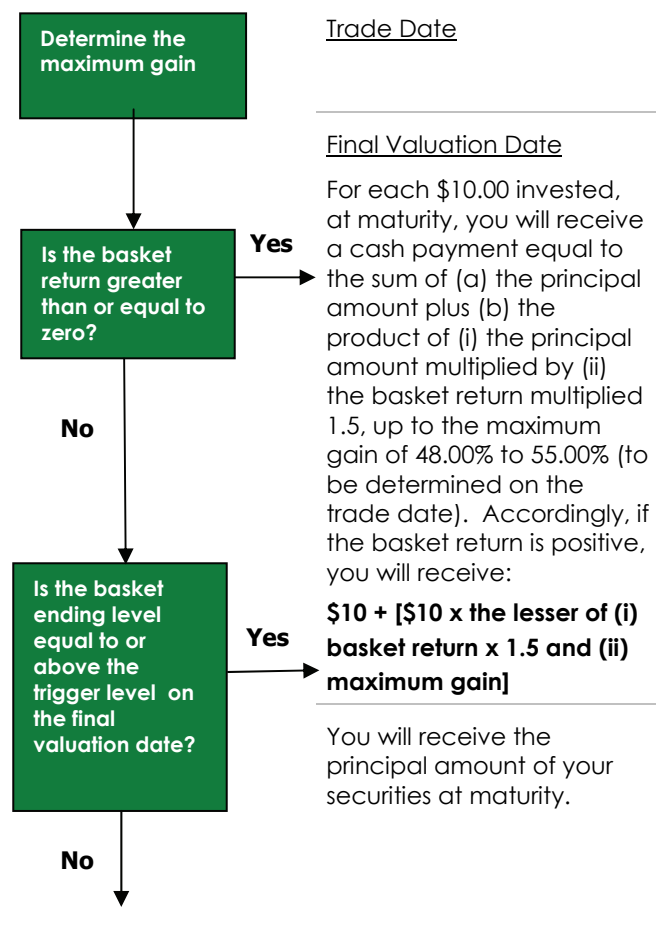 Determine the
maximum gain
Trade Date
Final Valuation Date
Is the basket
return greater
than or equal to
zero?
Yes
For each $10.00 invested,
at maturity, you will receive
a cash payment equal to
the sum of (a) the principal
amount plus (b) the
product of (i) the principal
amount multiplied by (ii)
the basket return multiplied
1.5, up to the maximum
gain of 48.00% to 55.00% (to
be determined on the
trade date).  Accordingly, if
the basket return is positive,
you will receive:
$10 + [$10 x the lesser of (i)
basket return x 1.5 and (ii)
maximum gain]
No
Is the basket
ending level
equal to or
above the
trigger level  on
the final
valuation date?
Yes
You will receive the
principal amount of your
securities at maturity.
No